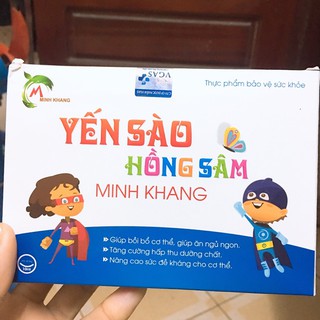 MINH KHANG
VGAS
Thực phẩm bảo vệ sức khỏe
YẾN SÀO
HỒNG SÂM
MINH KHANG
• Giúp bồi bổ cơ thể, giúp ăn ngủ ngon.
• Tăng cường hấp thu dưỡng chất.
• Nâng cao sức đề kháng cho cơ thể.